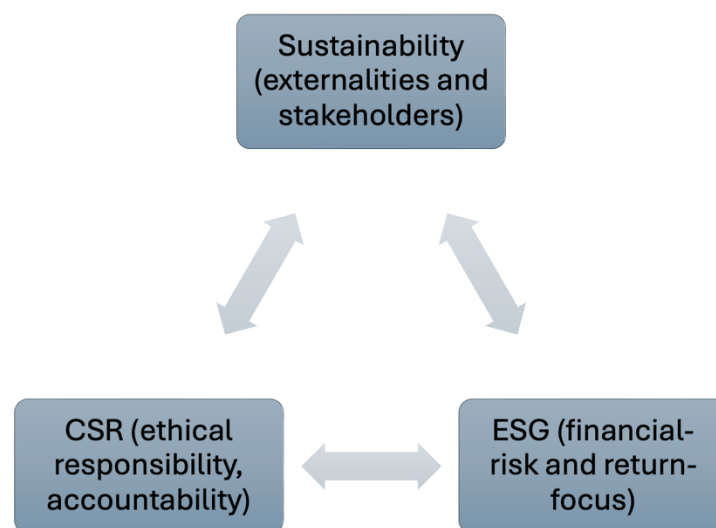 Sustainability
(externalities and
stakeholders)
CSR (ethical
responsibility,
accountability)
ESG (financial-
risk and return-
focus)